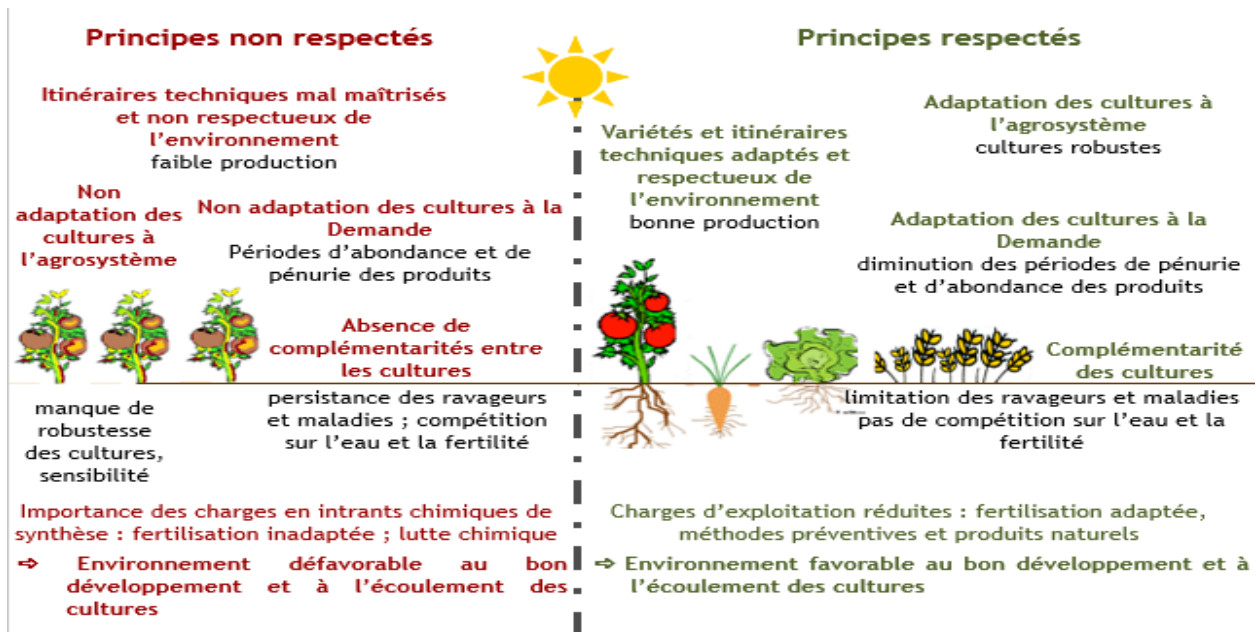 Principes non respectés
Itinéraires techniques mal maîtrisés
et non respectueux de
l'environnement
faible production
Non
adaptation des
cultures à
l'agrosystème
Non adaptation des cultures à la
Demande
Périodes d'abondance et de
pénurie des produits
Absence de
complémentarités entre
les cultures
manque de
robustesse
des cultures,
sensibilité
persistance des ravageurs
et maladies ; compétition
sur l'eau et la fertilité
Importance des charges en intrants chimiques de
synthèse : fertilisation inadaptée ; lutte chimique
⇨ Environnement défavorable au bon
développement et à l'écoulement des
cultures
Principes respectés
Variétés et itinéraires
techniques adaptés et
respectueux de
l'environnement
bonne production
Adaptation des cultures à
l'agrosystème
cultures robustes
Adaptation des cultures à la
Demande
diminution des périodes de pénurie
et d'abondance des produits
Complémentarité
des cultures
limitation des ravageurs et maladies
pas de compétition sur l'eau et la
fertilité
Charges d'exploitation réduites : fertilisation adaptée,
méthodes préventives et produits naturels
⇨ Environnement favorable au bon développement et à
l'écoulement des cultures